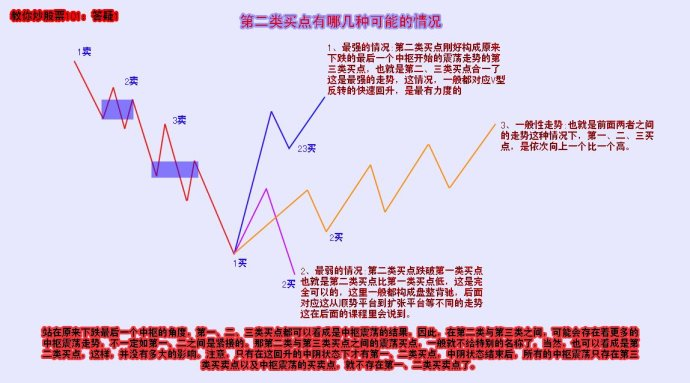 教你炒股票101：答疑1
第二类买点有哪几种可能的情况
1卖
2卖
3卖
1、最强的情况:第二类买点刚好构成原来
下跌的最后一个中枢开始的震荡走势的第
三类买点，也就是第二、三类买点合一了
这是最强的走势，这情况，一般都对应V型
反转的快速回升，是最有力度的
3、一般性走势:也就是前面两者之间
的走势这种情况下，第一、二、三买
点，是依次向上一个比一个高。
23买
2买
1买
2买
2、最弱的情况:第二类买点跌破第一类买点
也就是第二类买点比第一类买点低，这是完
全可以的，这里一般都构成盘整背驰，后面
对应这从顺势平台到扩张平台等不同的走势
这在后面的课程里会说到。
站在原来下跌最后一个中枢的角度，第一、二、三类买点都可以看成是中枢震荡的结果。因此，在第二类与第三类之间，可能会存在着更多的
中枢震荡走势，不一定如第一、二之间是紧接的。那第二类与第三类买点之间的震荡买点，一般就不给特别的名称了，当然，也可以看成是第
二类买点，这样，并没有多大的影响。注意，只有在这回升的中阴状态下才有第一、二类买点，中阴状态结束后，所有的中枢震荡只存在第三
类买卖点以及中枢震荡的买卖点，就不存在第一、二类买卖点了。